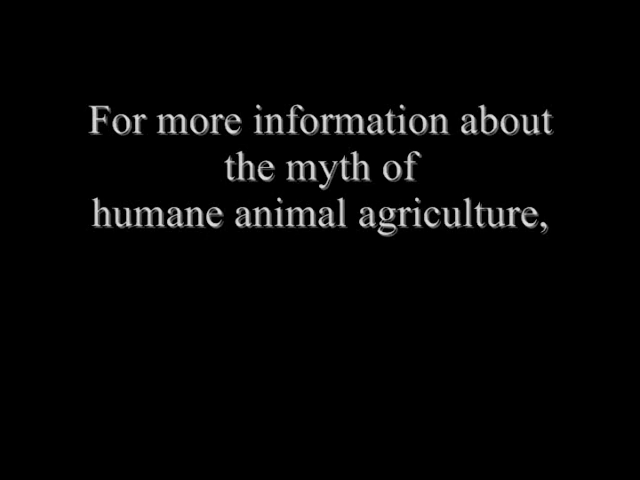 For more information about
the myth of
humane animal agriculture,